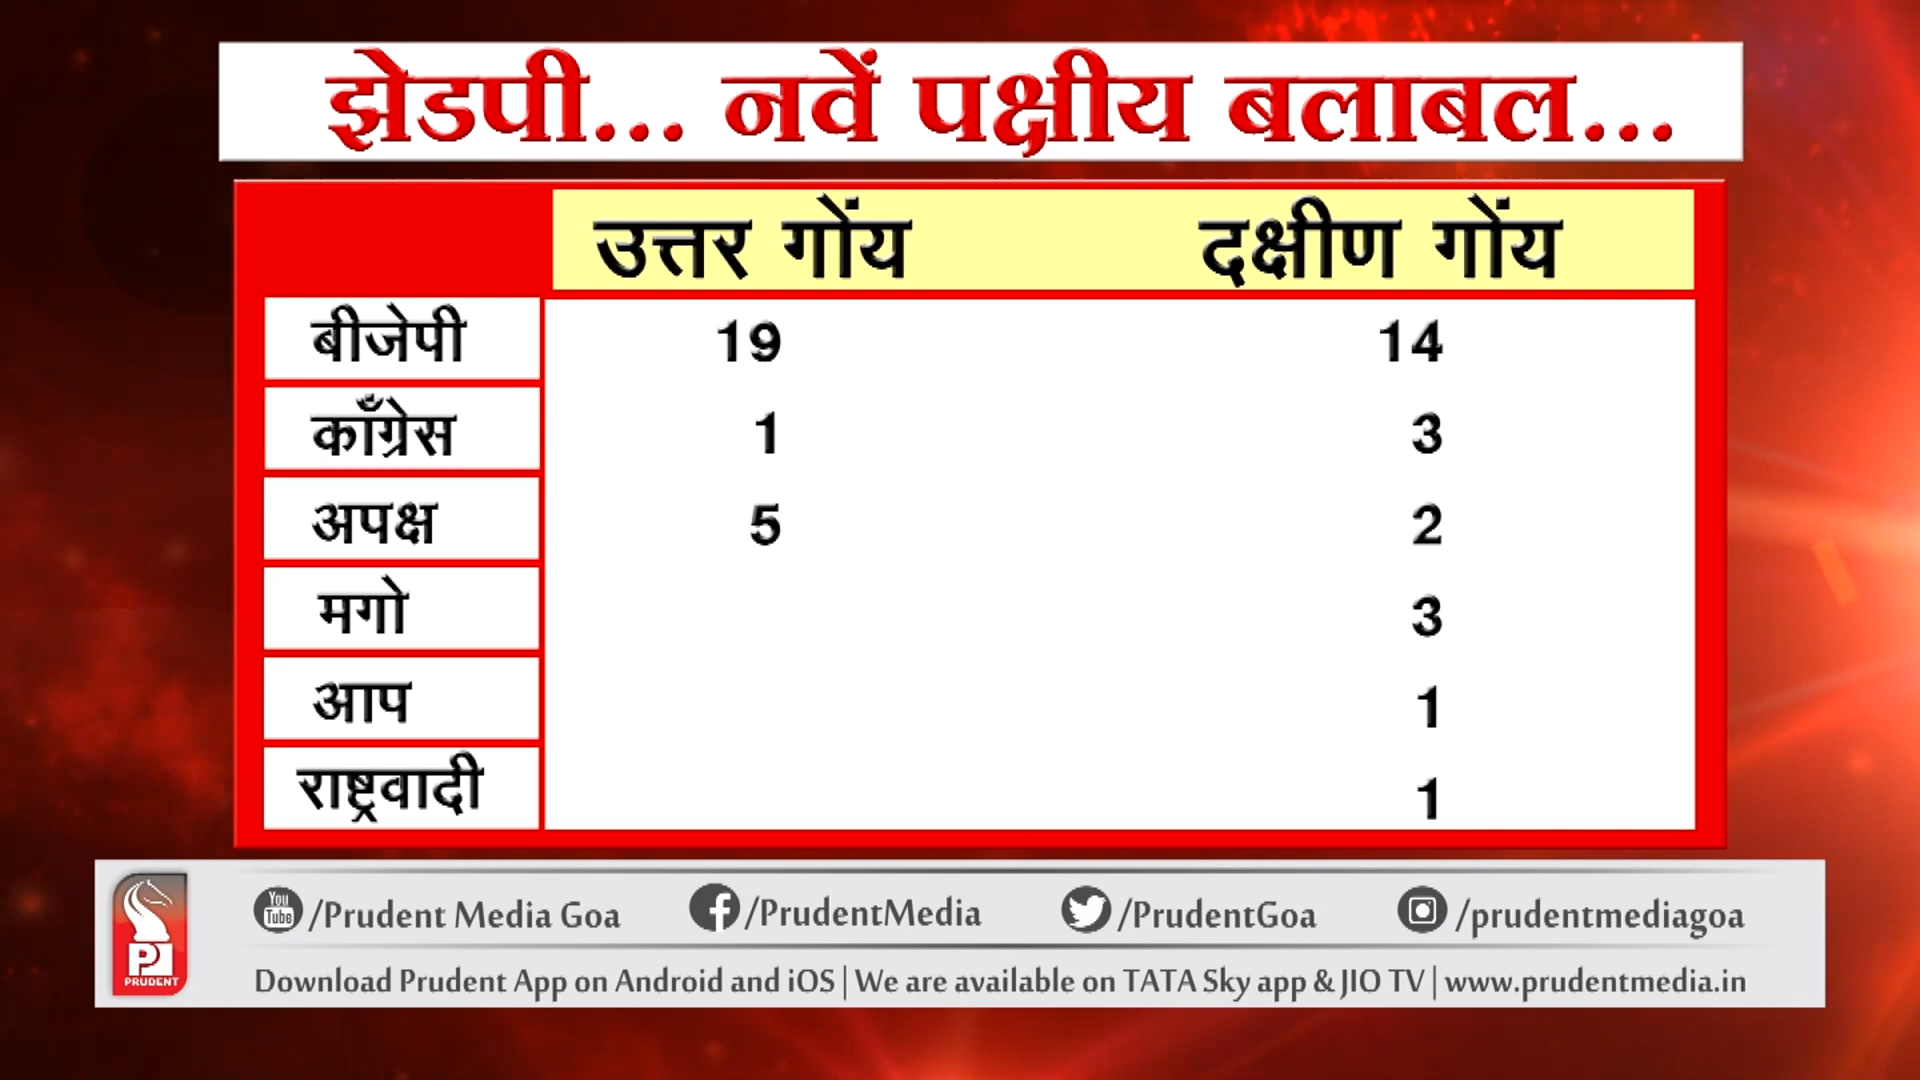 झेडपी... नवें पक्षीय बलाबल...
उत्तर गोंय दक्षीण गोंय
बीजेपी 19 14
काँग्रेस 1 3
अपक्ष 5 2
मगो 3
आप 1
राष्ट्रवादी 1
You Tube /Prudent Media Goa /PrudentMedia /PrudentGoa /prudentmediagoa
PRUDENT
Download Prudent App on Android and iOS | We are available on TATA Sky app & JIO TV | www.prudentmedia.in